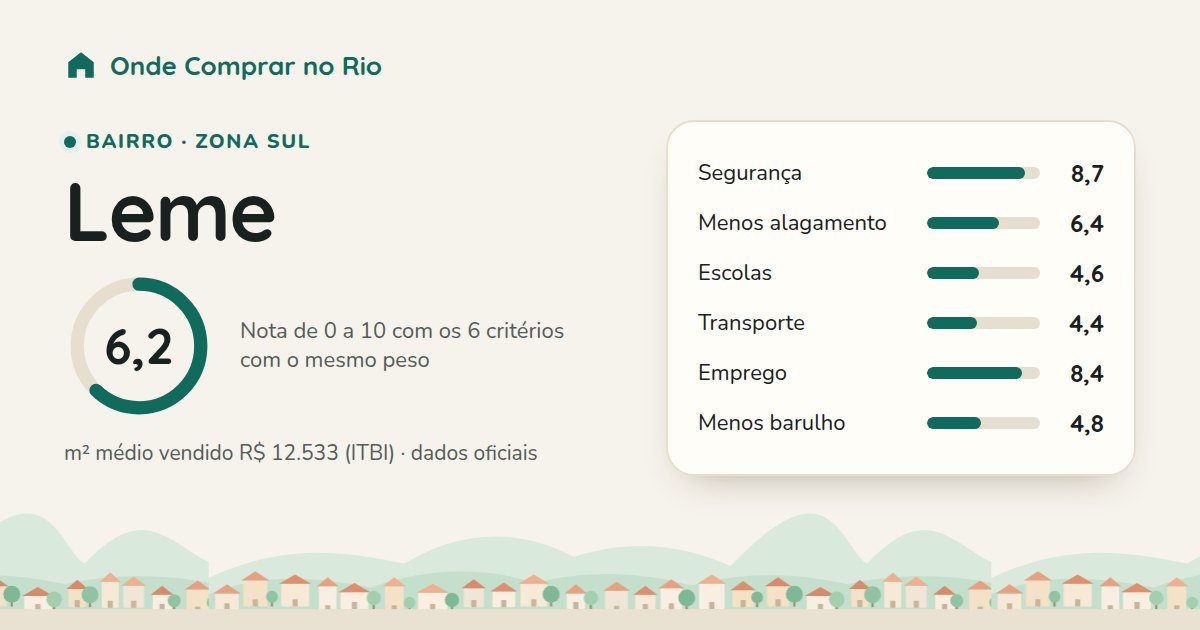 Onde Comprar no Rio
BAIRRO · ZONA SUL
Leme
6,2
Nota de 0 a 10 com os 6 critérios
com o mesmo peso
m² médio vendido R$ 12.533 (ITBI) · dados oficiais
Segurança 8,7
Menos alagamento 6,4
Escolas 4,6
Transporte 4,4
Emprego 8,4
Menos barulho 4,8